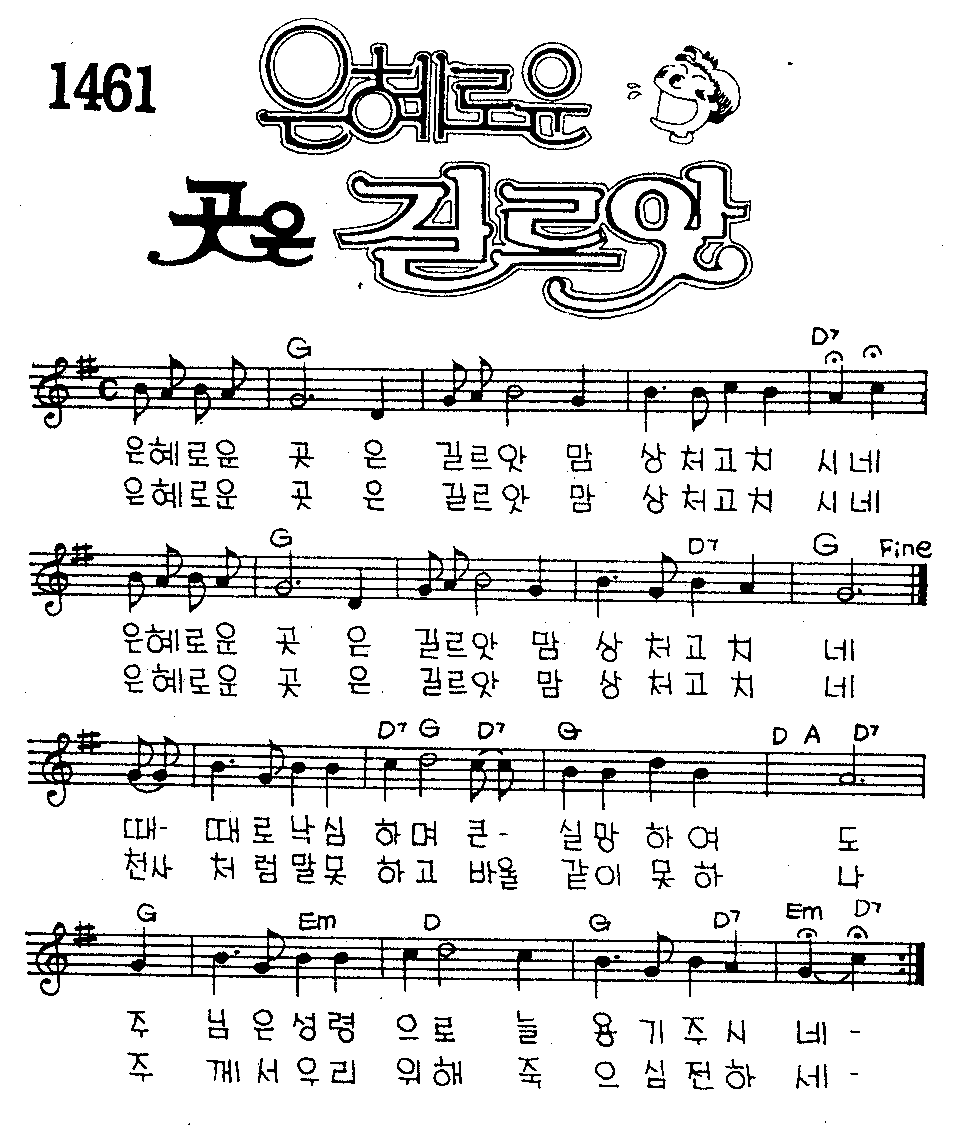 1461
은혜로운
곳은 길르앗
G D7
은혜로운 곳 은 길르앗 맘 상 처고치 시네
은혜로운 곳 은 길르앗 맘 상 처고치 시네
G D7 G Fine
은혜로운 곳 은 길르앗 맘 상 처 고 치 네
은혜로운 곳 은 길르앗 맘 상 처 고 치 네
D7 G D7 G D A D7
때- 때로낙심 하며 큰- 실망 하 여 도
천사 처 럼말못 하고 바울 같이 못 하 나
G Em D G D7 Em D7
주 님 은성령 으로 늘 용 기 주 시 네 -
주 께서우리 위해 죽 으 심전하 세 -